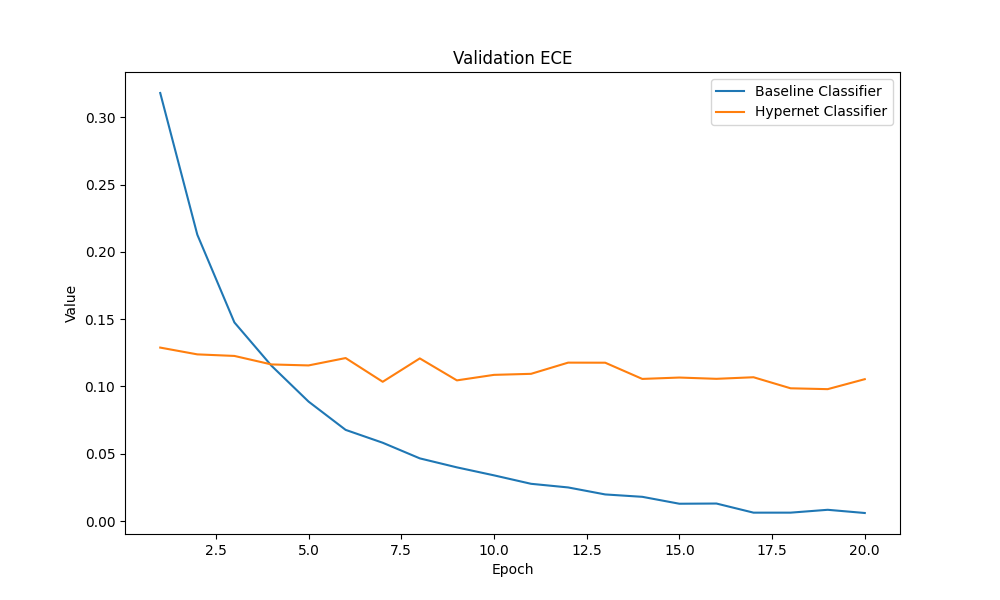 Validation ECE
Baseline Classifier
Hypernet Classifier
Value
0.30
0.25
0.20
0.15
0.10
0.05
0.00
2.5 5.0 7.5 10.0 12.5 15.0 17.5 20.0
Epoch